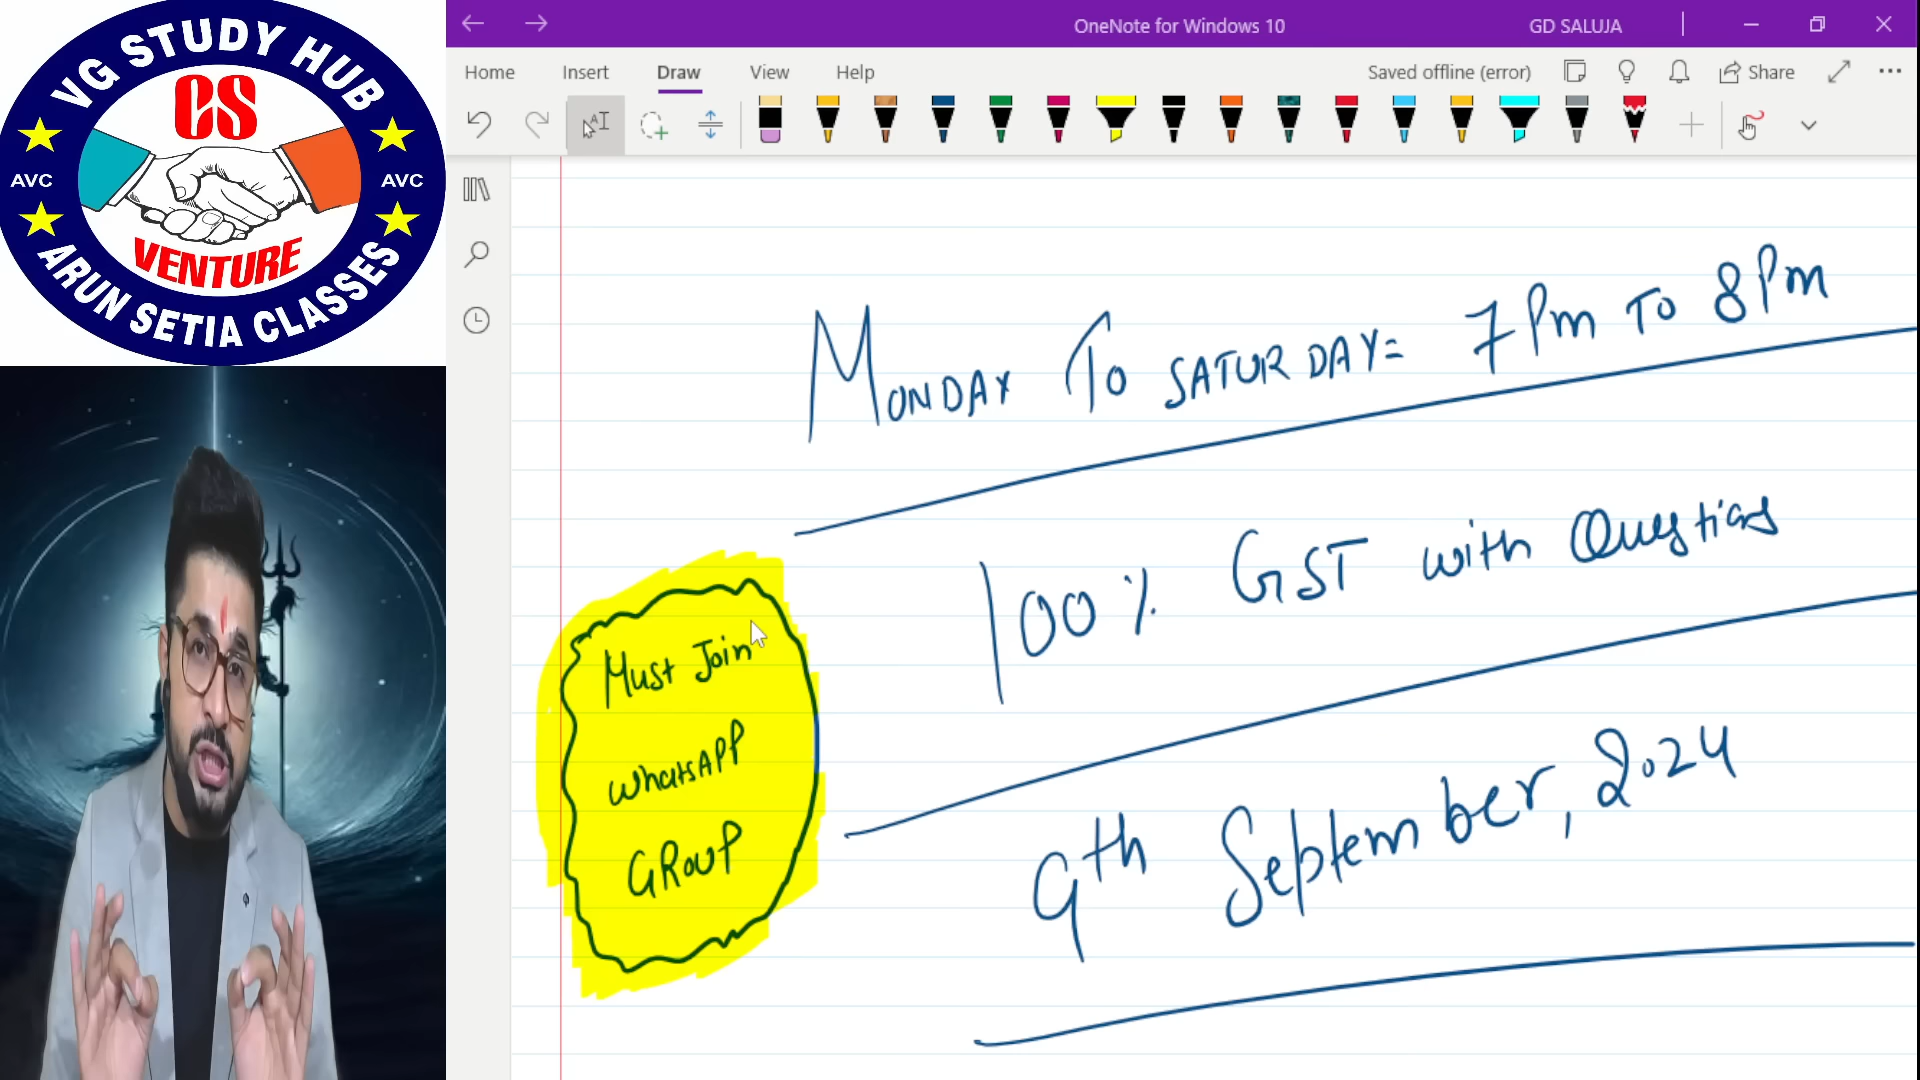 VG STUDY HUB
CS
AVC
AVC
VENTURE
ARUN SETIA CLASSES
OneNote for Windows 10
GD SALUJA
Home
Insert
Draw
View
Help
Saved offline (error)
Share
MONDAY TO SATURDAY= 7Pm TO 8Pm
100% GST with Questions
Must Join
WhatsAPP
GRouP
9th September, 2024